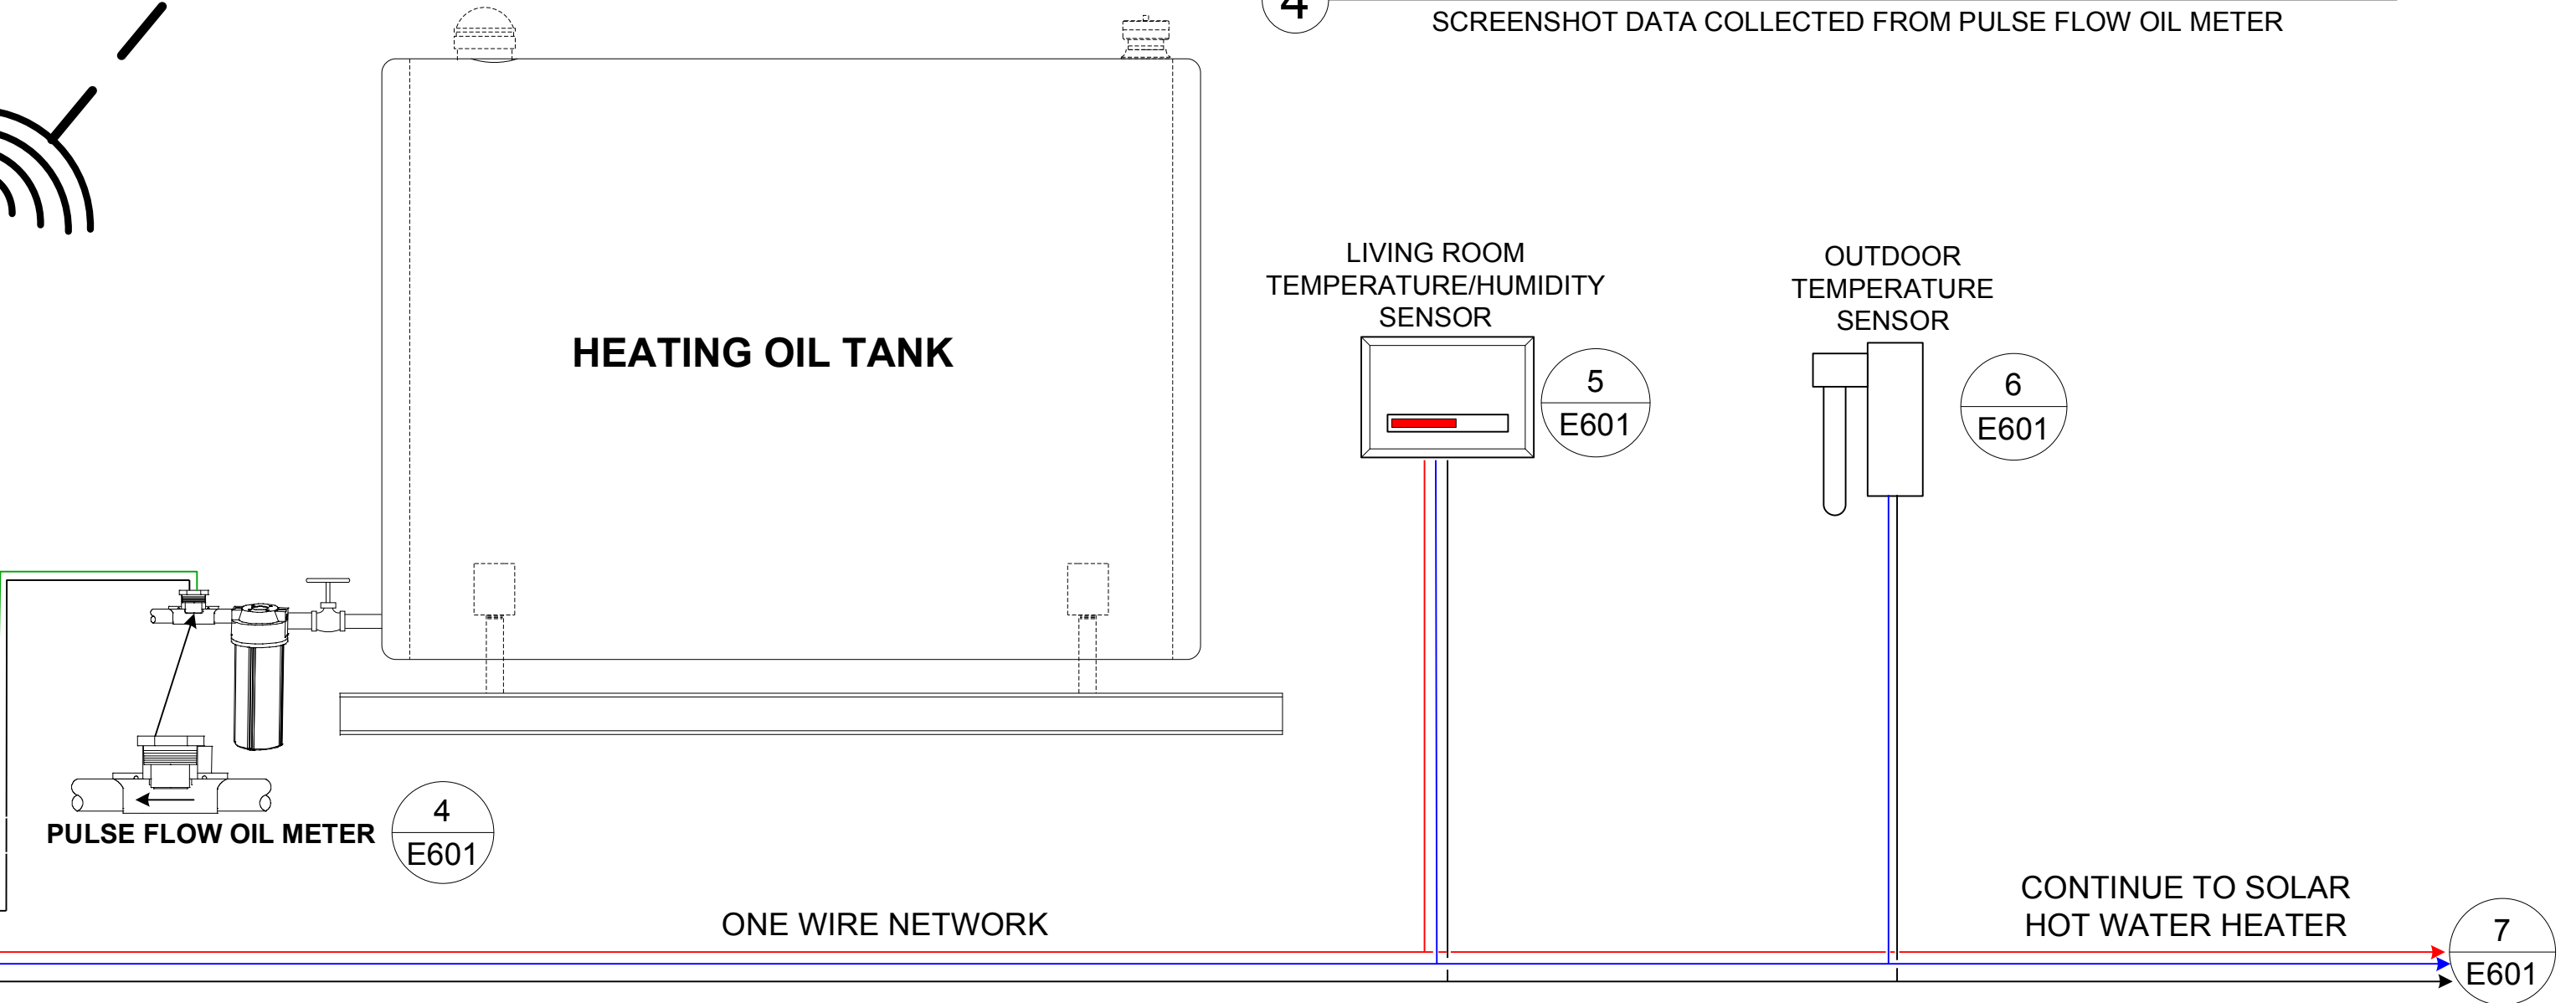 4
SCREENSHOT DATA COLLECTED FROM PULSE FLOW OIL METER
LIVING ROOM
TEMPERATURE/HUMIDITY
SENSOR
OUTDOOR
TEMPERATURE
SENSOR
HEATING OIL TANK
5
E601
6
E601
PULSE FLOW OIL METER
4
E601
ONE WIRE NETWORK
CONTINUE TO SOLAR
HOT WATER HEATER
7
E601